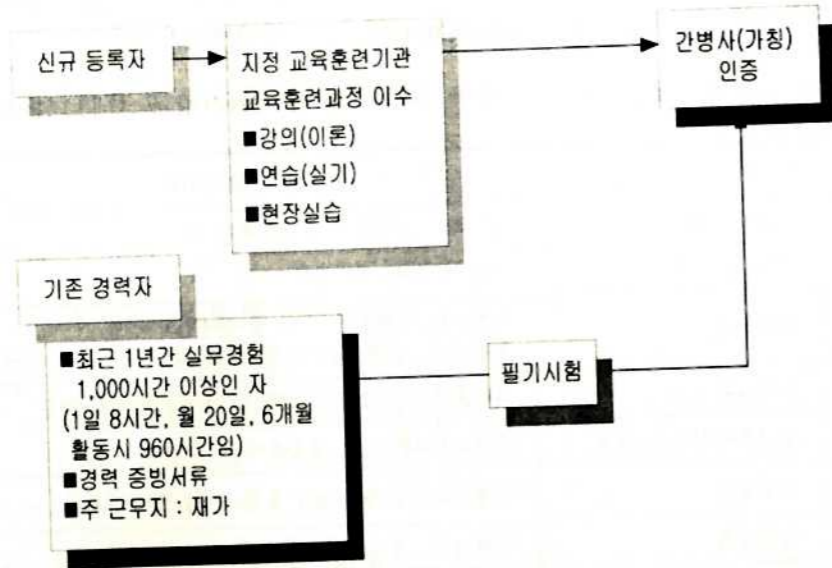 신규 등록자
지정 교육훈련기관
교육훈련과정 이수
■강의(이론)
■연습(실기)
■현장실습
간병사(가칭)
인증
기존 경력자
■최근 1년간 실무경험
1,000시간 이상인 자
(1일 8시간, 월 20일, 6개월
활동시 960시간임)
■경력 증빙서류
■주 근무지 : 재가
필기시험